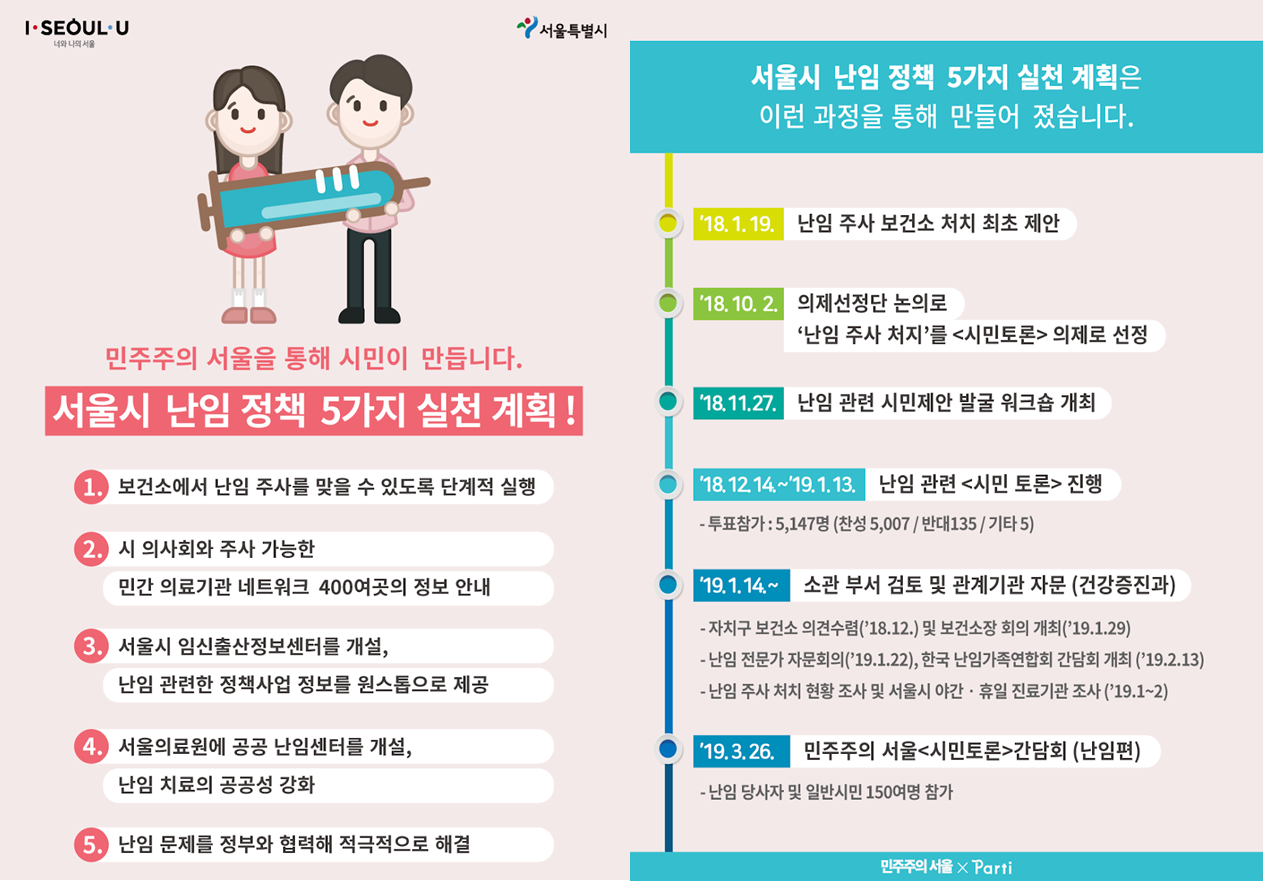 I·SEOUL·U
너와 나의 서울
서울특별시
민주주의 서울을 통해 시민이 만듭니다.
서울시 난임 정책 5가지 실천 계획!
1. 보건소에서 난임 주사를 맞을 수 있도록 단계적 실행
2. 시 의사회와 주사 가능한
민간 의료기관 네트워크 400여곳의 정보 안내
3. 서울시 임신출산정보센터를 개설,
난임 관련한 정책사업 정보를 원스톱으로 제공
4. 서울의료원에 공공 난임센터를 개설,
난임 치료의 공공성 강화
5. 난임 문제를 정부와 협력해 적극적으로 해결
서울시 난임 정책 5가지 실천 계획은
이런 과정을 통해 만들어 졌습니다.
'18. 1. 19. 난임 주사 보건소 처치 최초 제안
'18. 10. 2. 의제선정단 논의로
‘난임 주사 처지’를 <시민토론> 의제로 선정
'18. 11. 27. 난임 관련 시민제안 발굴 워크숍 개최
'18. 12. 14.~'19. 1. 13. 난임 관련 <시민 토론> 진행
- 투표참가 : 5,147명 (찬성 5,007 / 반대135 / 기타 5)
'19. 1. 14.~ 소관 부서 검토 및 관계기관 자문 (건강증진과)
- 자치구 보건소 의견수렴(’18.12.) 및 보건소장 회의 개최(’19.1.29)
- 난임 전문가 자문회의(’19.1.22), 한국 난임가족연합회 간담회 개최 (’19.2.13)
- 난임 주사 처치 현황 조사 및 서울시 야간 · 휴일 진료기관 조사 (’19.1~2)
'19. 3. 26. 민주주의 서울<시민토론>간담회 (난임편)
- 난임 당사자 및 일반시민 150여명 참가
민주주의 서울 × Parti